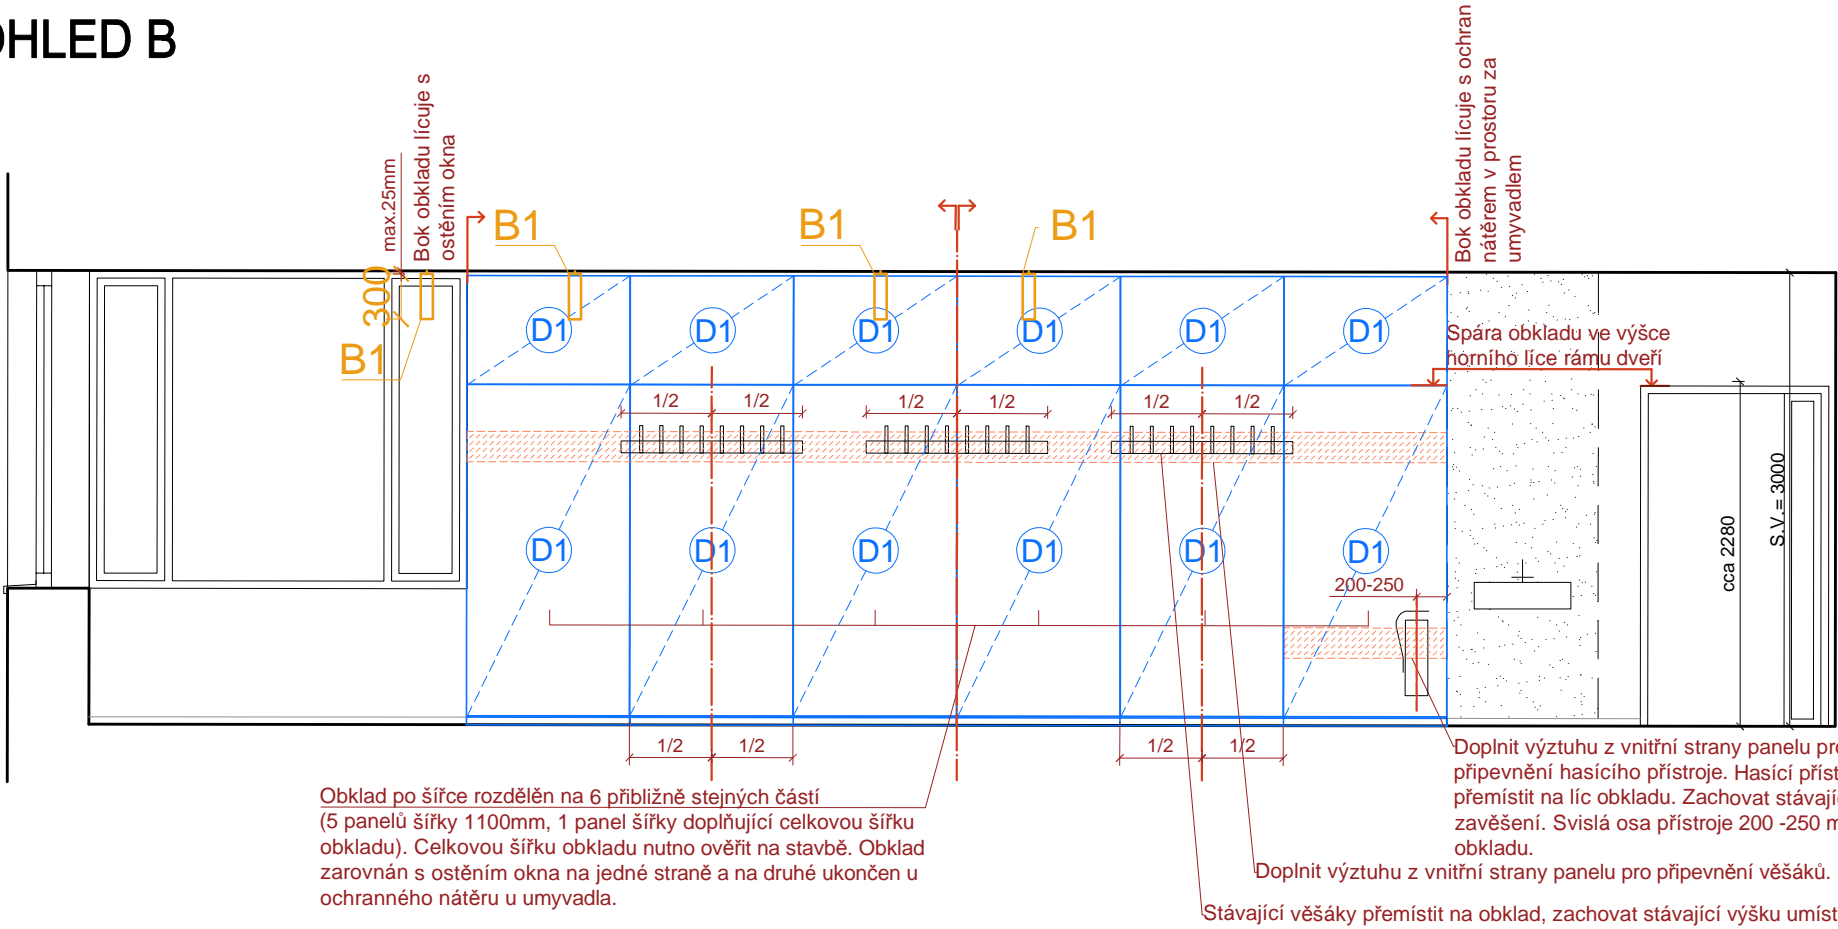 OHLED B
max.25mm
Bok obkladu lícuje s
ostěním okna
Bok obkladu lícuje s ochran
nátěrem v prostoru za
umyvadlem
B1
B1
B1
300
B1
D1
D1
D1
D1
D1
D1
Spára obkladu ve výšce
horního líce rámu dveří
1/2
1/2
1/2
1/2
1/2
1/2
D1
D1
D1
D1
D1
D1
200-250
cca 2280
S.V.= 3000
1/2
1/2
1/2
1/2
Obklad po šířce rozdělen na 6 přibližně stejných částí
(5 panelů šířky 1100mm, 1 panel šířky doplňující celkovou šířku
obkladu). Celkovou šířku obkladu nutno ověřit na stavbě. Obklad
zarovnán s ostěním okna na jedné straně a na druhé ukončen u
ochranného nátěru u umyvadla.
Doplnit výztuhu z vnitřní strany panelu pro
připevnění hasícího přístroje. Hasící příst
přemístit na líc obkladu. Zachovat stávajíc
zavěšení. Svislá osa přístroje 200 -250 m
obkladu.
Doplnit výztuhu z vnitřní strany panelu pro připevnění věšáků.
Stávající věšáky přemístit na obklad, zachovat stávající výšku umíst